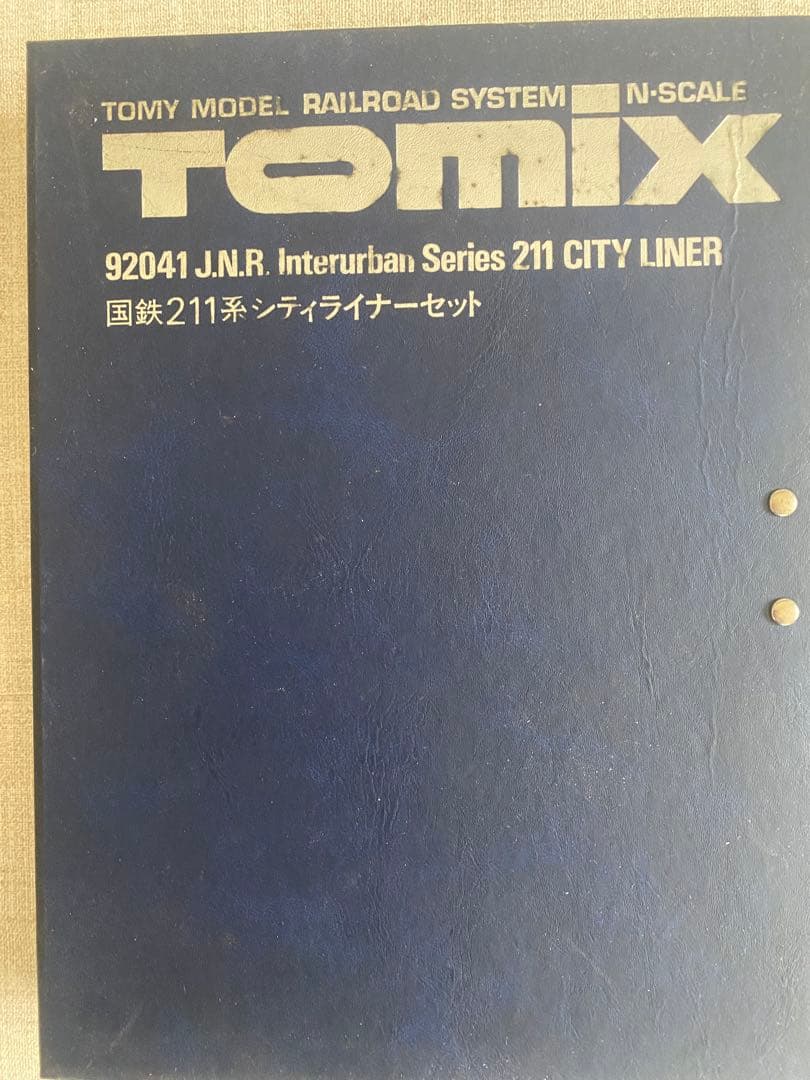 TOMY MODEL RAILROAD SYSTEM N·SCALE
TOMIX
92041 J.N.R. Interurban Series 211 CITY LINER
国鉄211系シティライナーセット